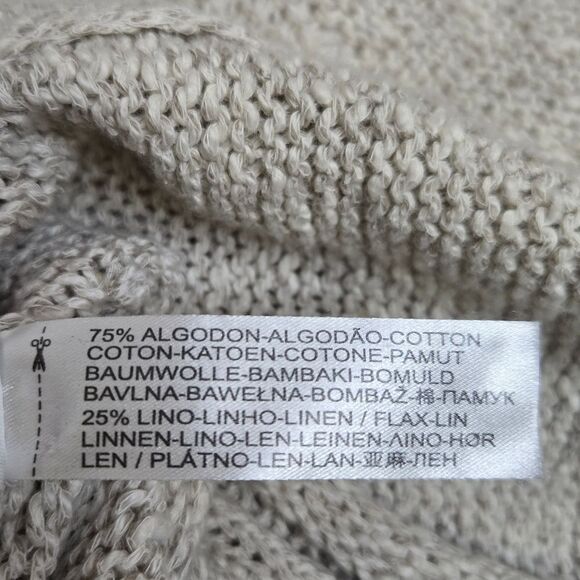 75% ALGODON-ALGODÃO-COTTON
COTON-KATOEN-COTONE-PAMUT
BAUMWOLLE-BAMBAKI-BOMULD
BAVLNA-BAWEŁNA-BOMBAŽ-棉-ПАМУК
25% LINO-LINHO-LINEN / FLAX-LIN
LINNEN-LINO-LEN-LEINEN-ΛINO-HØR
LEN / PLÁTNO-LEN-LAN-亚麻-ЛЕН